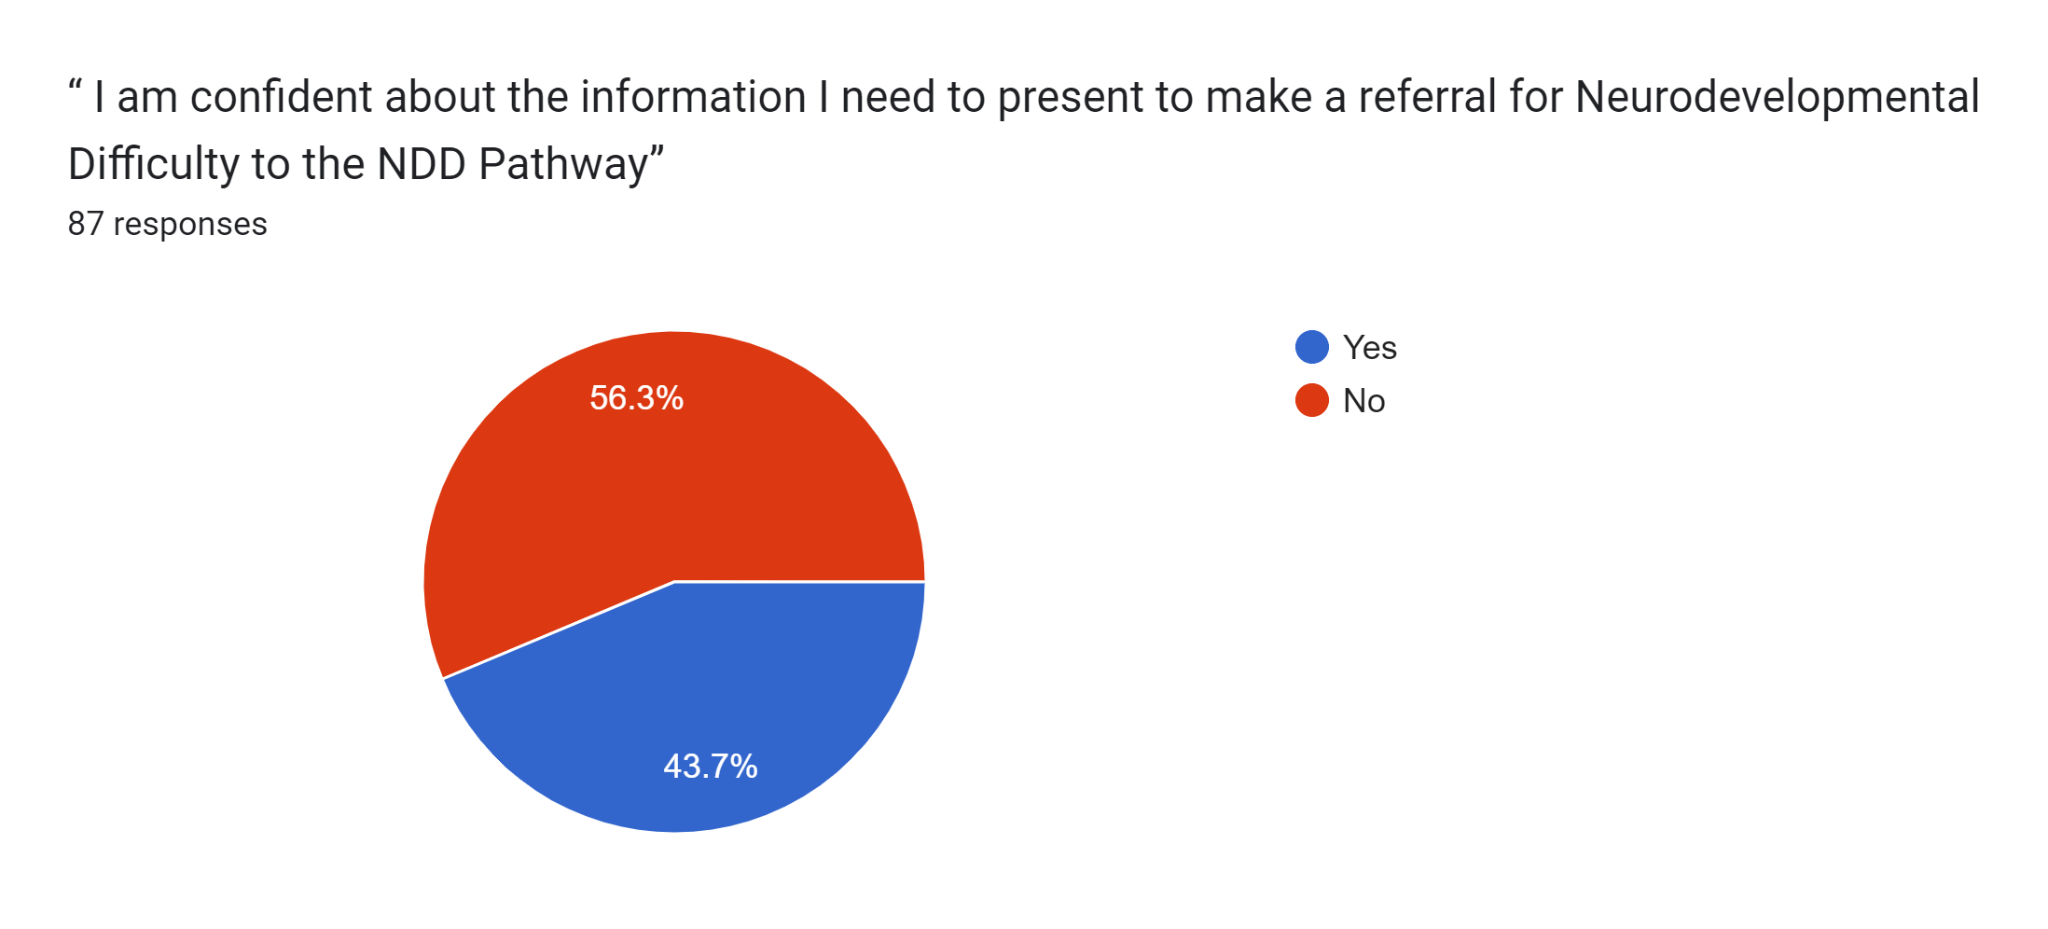 “ I am confident about the information I need to present to make a referral for Neurodevelopmental
Difficulty to the NDD Pathway”
87 responses
Yes
No
56.3%
43.7%